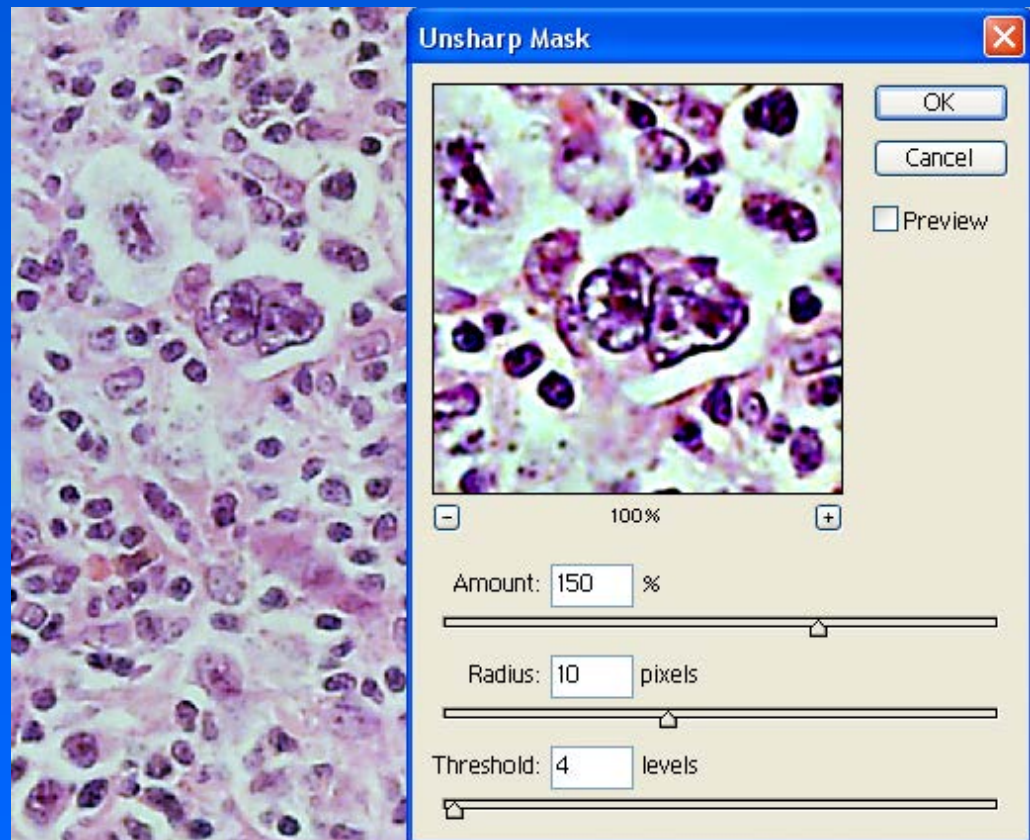 Unsharp Mask
OK
Cancel
Preview
100%
Amount: 150 %
Radius: 10 pixels
Threshold: 4 levels